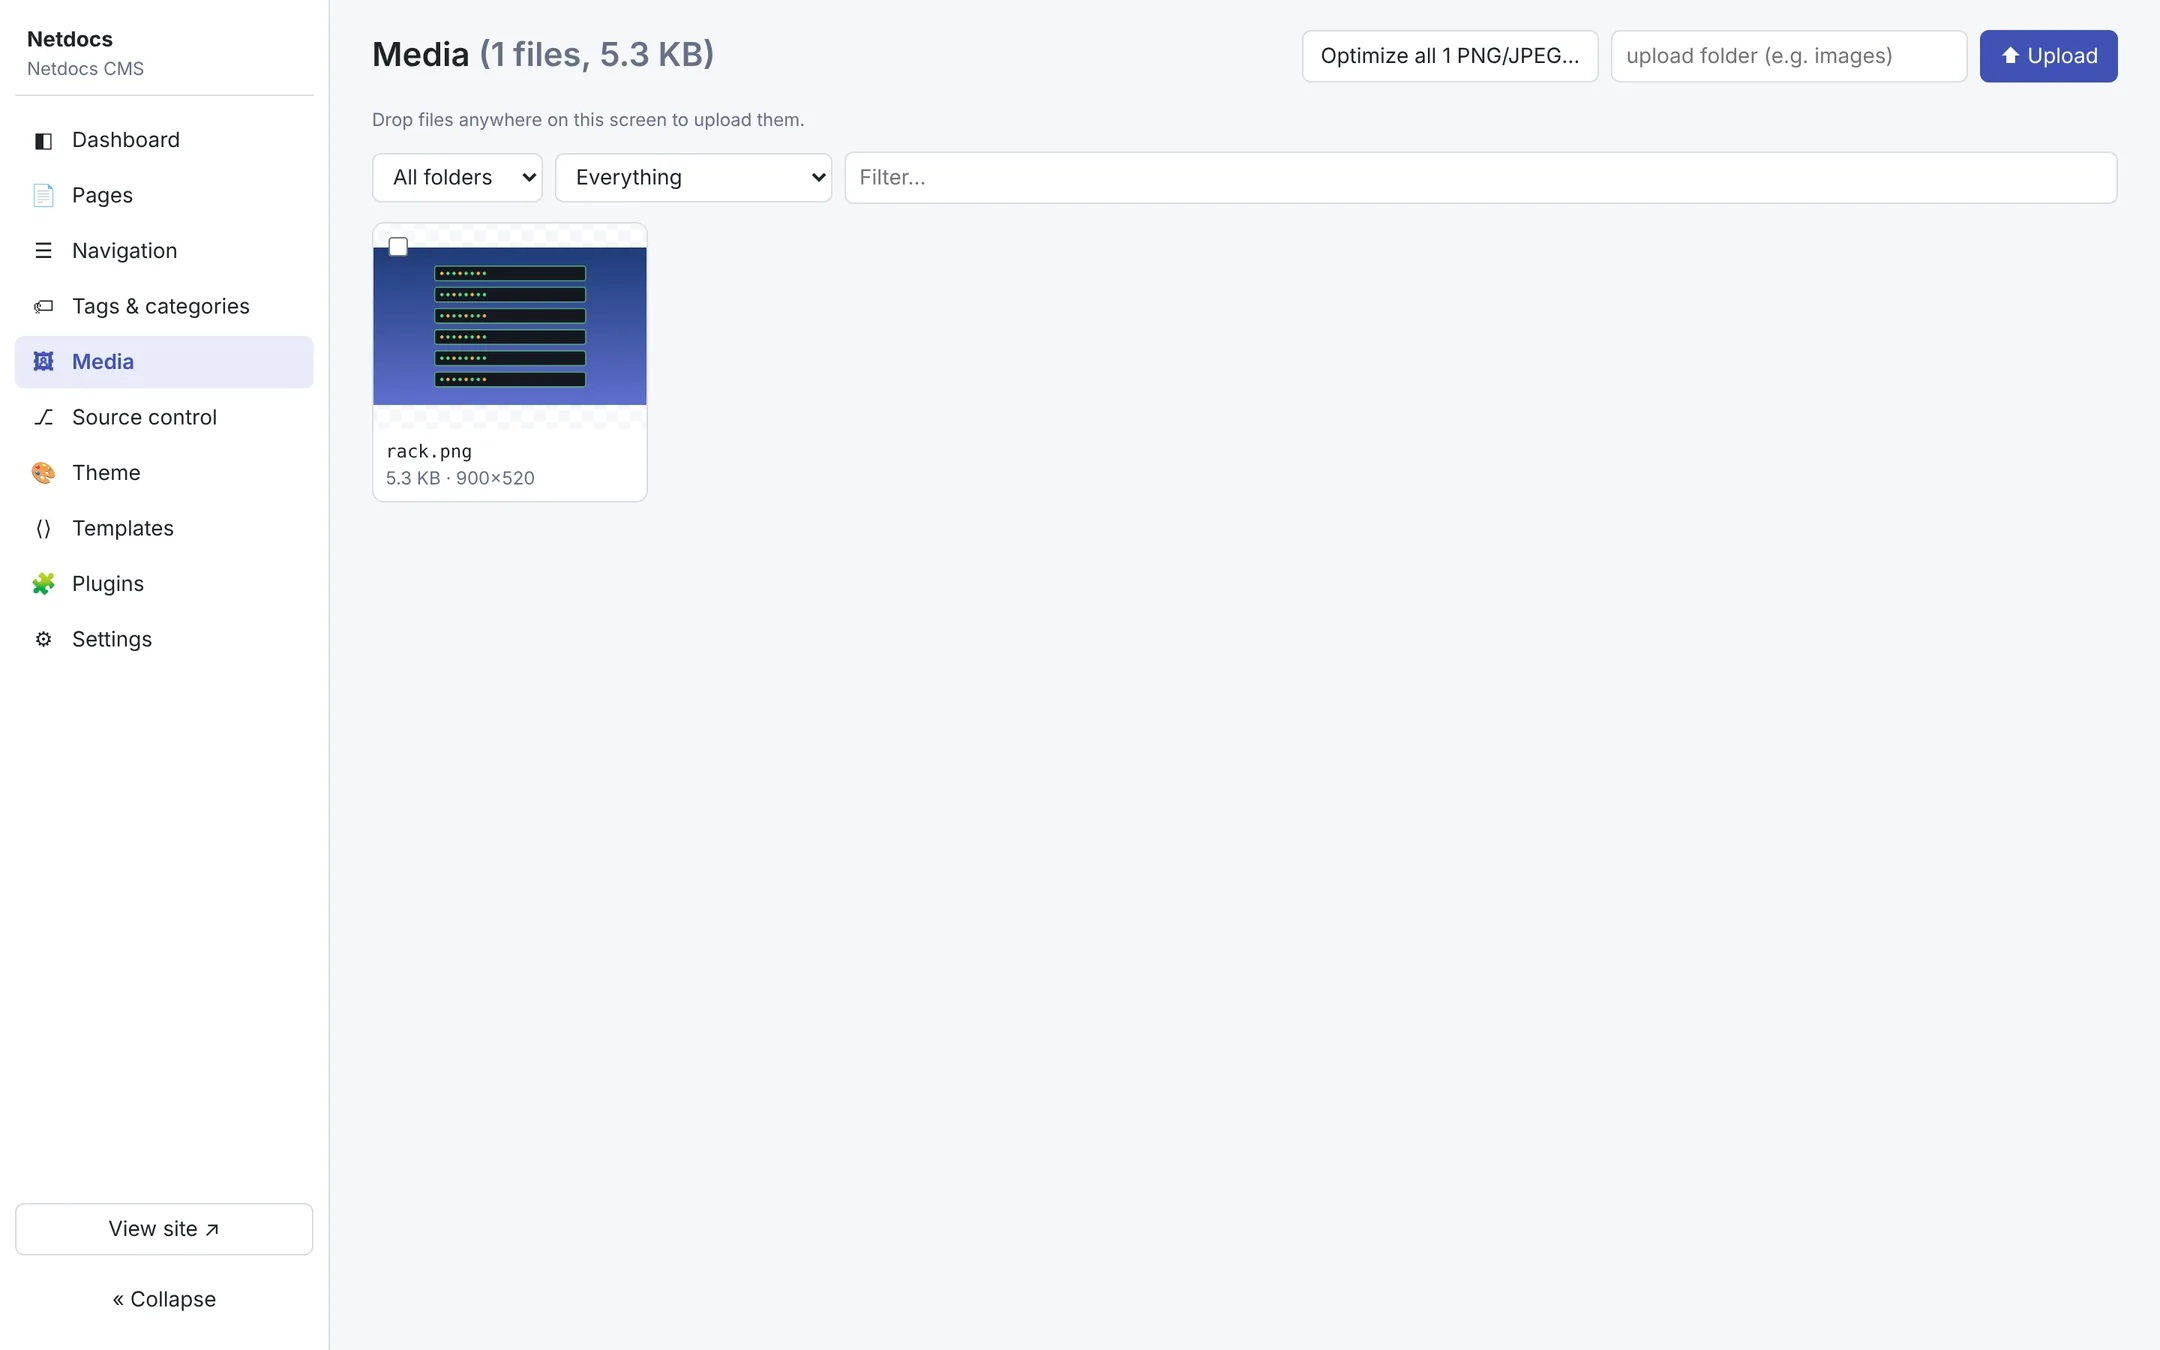 Netdocs
Netdocs CMS
Dashboard
Pages
Navigation
Tags & categories
Media
Source control
Theme
Templates
Plugins
Settings
View site ↗
« Collapse
Media (1 files, 5.3 KB)
Optimize all 1 PNG/JPEG...
upload folder (e.g. images)
Upload
Drop files anywhere on this screen to upload them.
All folders
Everything
Filter...
rack.png
5.3 KB · 900×520